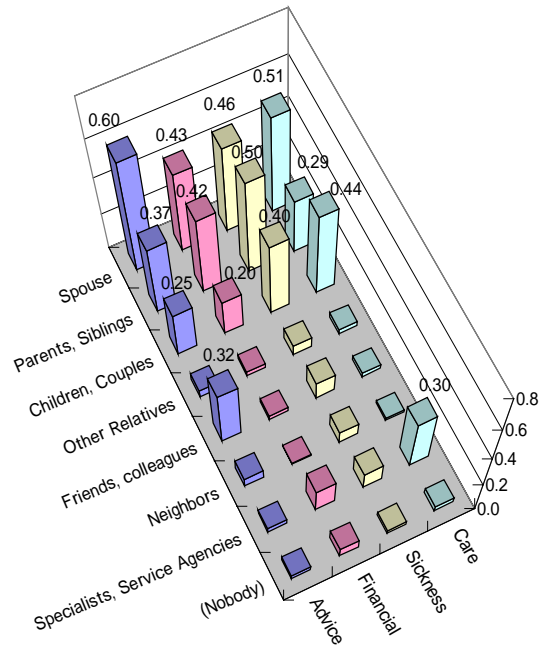 0.51
0.60
0.46
0.43
0.50
0.29
0.44
0.42
0.37
0.40
0.20
0.25
0.32
0.30
0.8
0.6
0.4
0.2
0.0
Spouse
Parents, Siblings
Children, Couples
Other Relatives
Friends, colleagues
Neighbors
Specialists, Service Agencies
(Nobody)
Advice
Financial
Sickness
Care